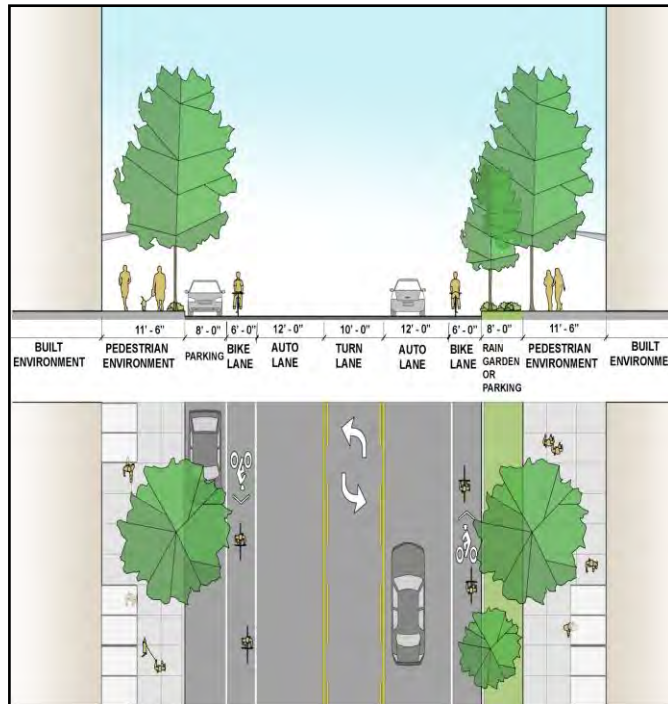 11' - 6" 8' - 0" 6' - 0" 12' - 0" 10' - 0" 12' - 0" 6' - 0" 8' - 0" 11' - 6"
BUILT
ENVIRONMENT
PEDESTRIAN
ENVIRONMENT
PARKING
BIKE
LANE
AUTO
LANE
TURN
LANE
AUTO
LANE
BIKE
LANE
RAIN
GARDEN
OR
PARKING
PEDESTRIAN
ENVIRONMENT
BUILT
ENVIRONME